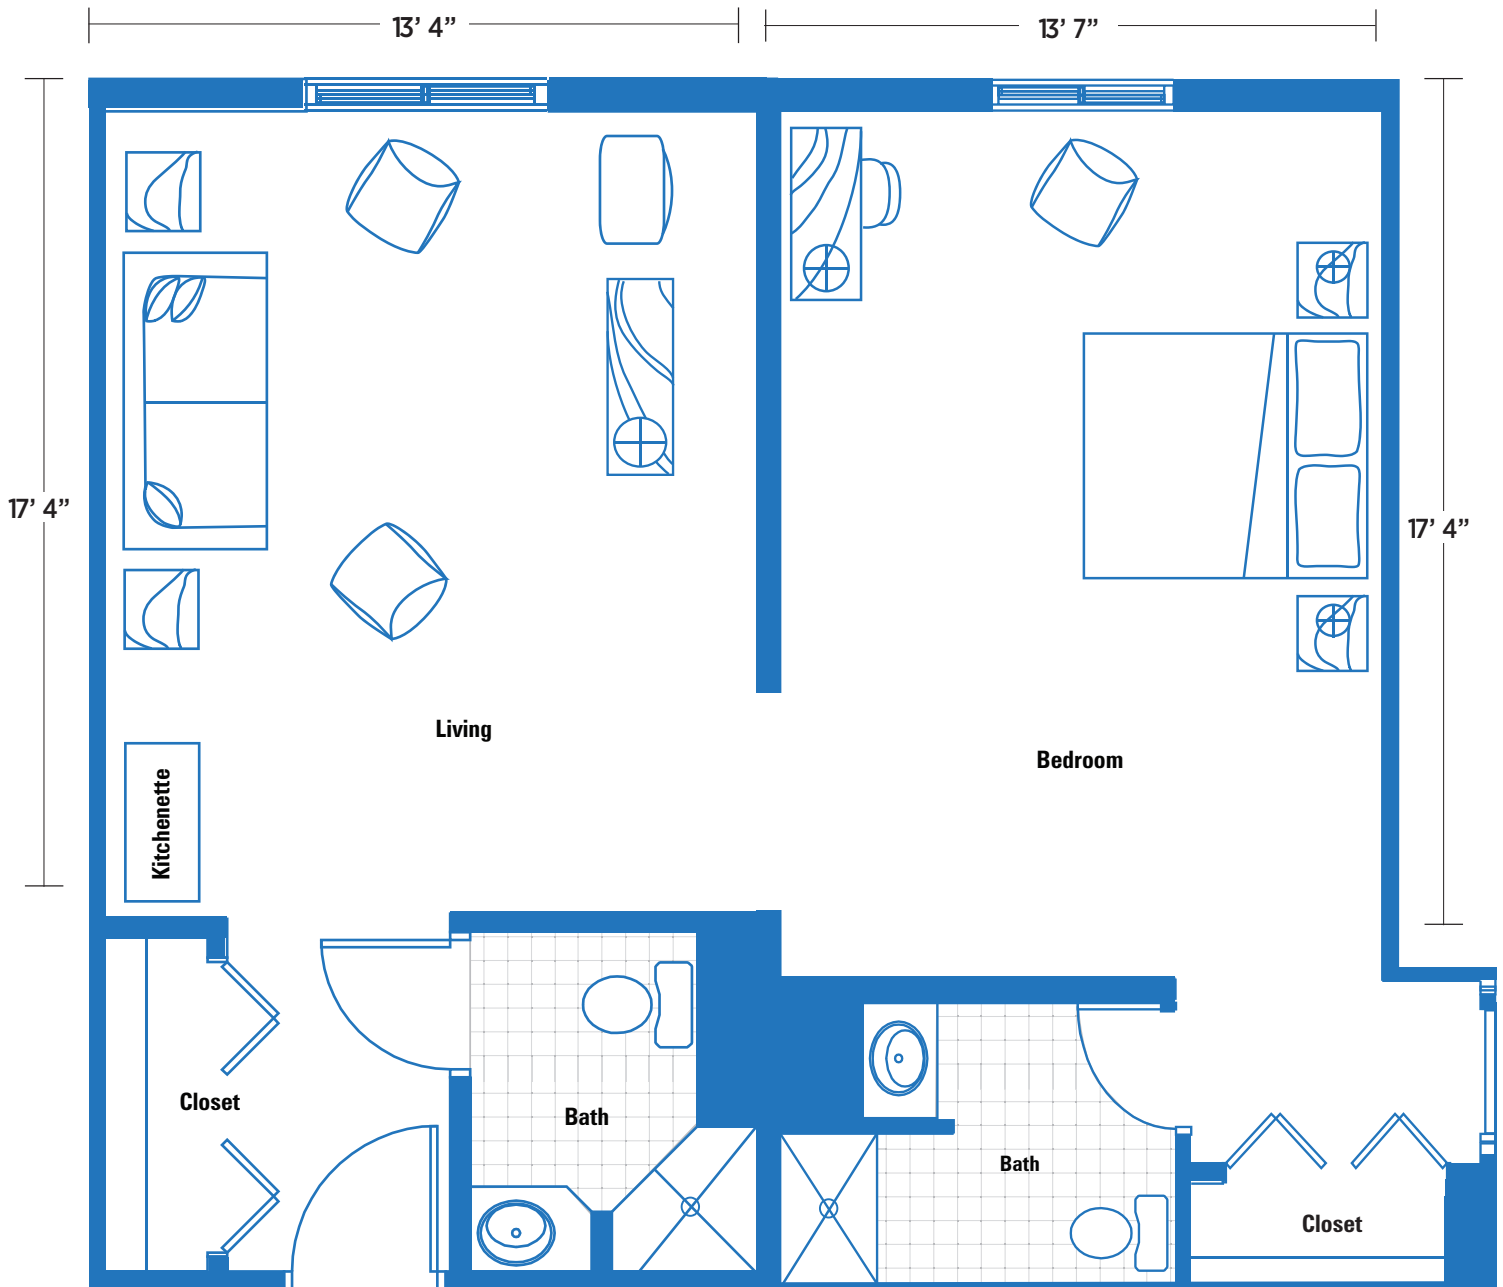 13’ 4”
13’ 7”
17’ 4”
17’ 4”
Living
Bedroom
Kitchenette
Closet
Bath
Bath
Closet